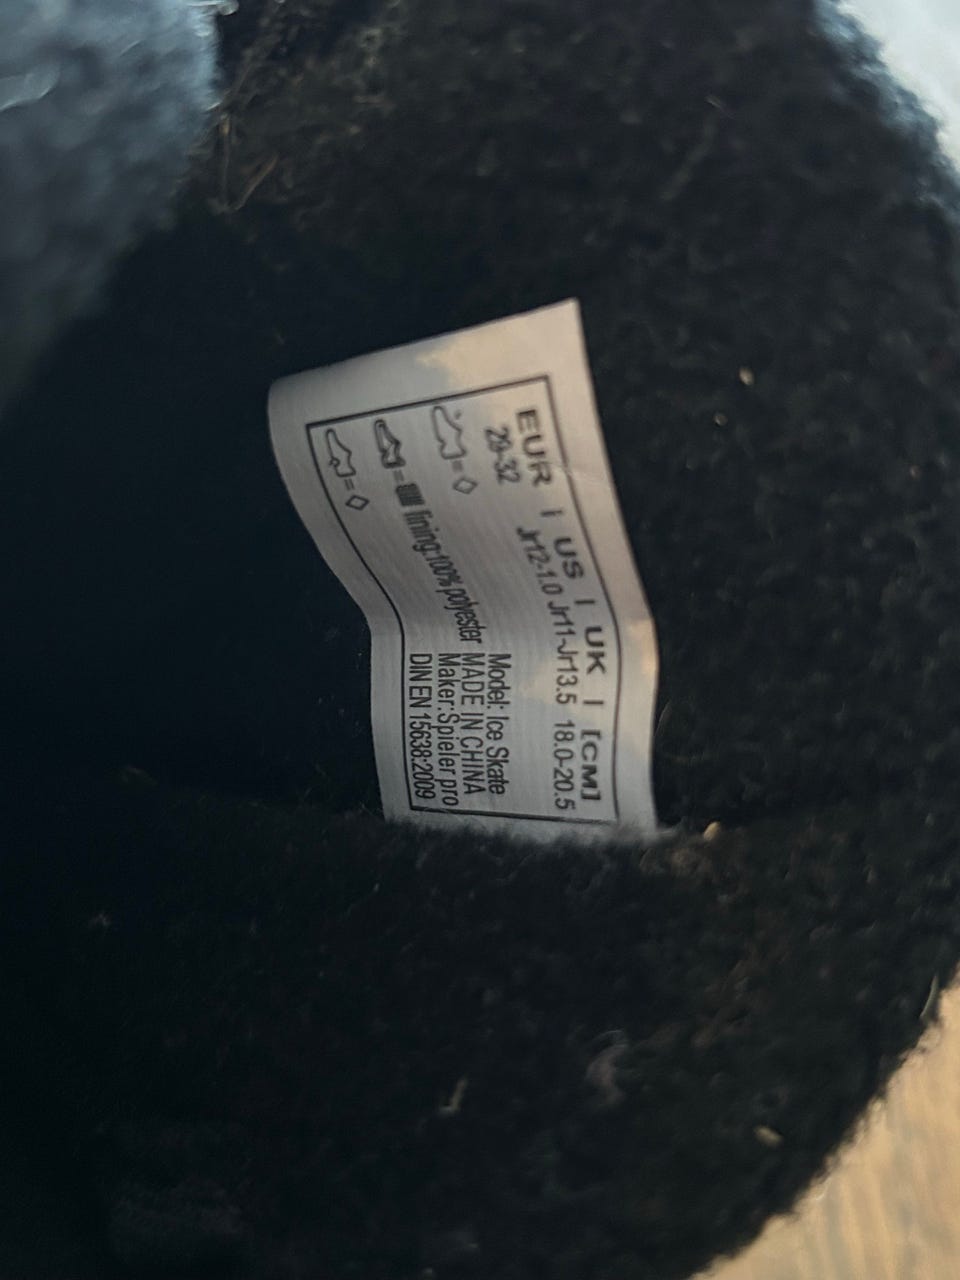 EUR | US | UK | [CM]
29-32 Jr12-1.0 Jr11-Jr13.5 18.0-20.5
Model: Ice Skate
lining:100% polyester MADE IN CHINA
Maker:Spieler pro
DIN EN 15638:2009